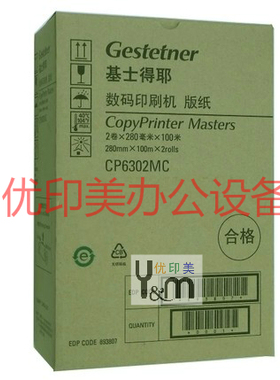 Gestetner
基士得耶
数码印刷机 版纸
CopyPrinter Masters
2卷×280毫米×100米
280mm×100m×2rolls
CP6302MC
优印美办公设备
合格
优印美
Y&m
QUANTITY
EDP CODE 893807